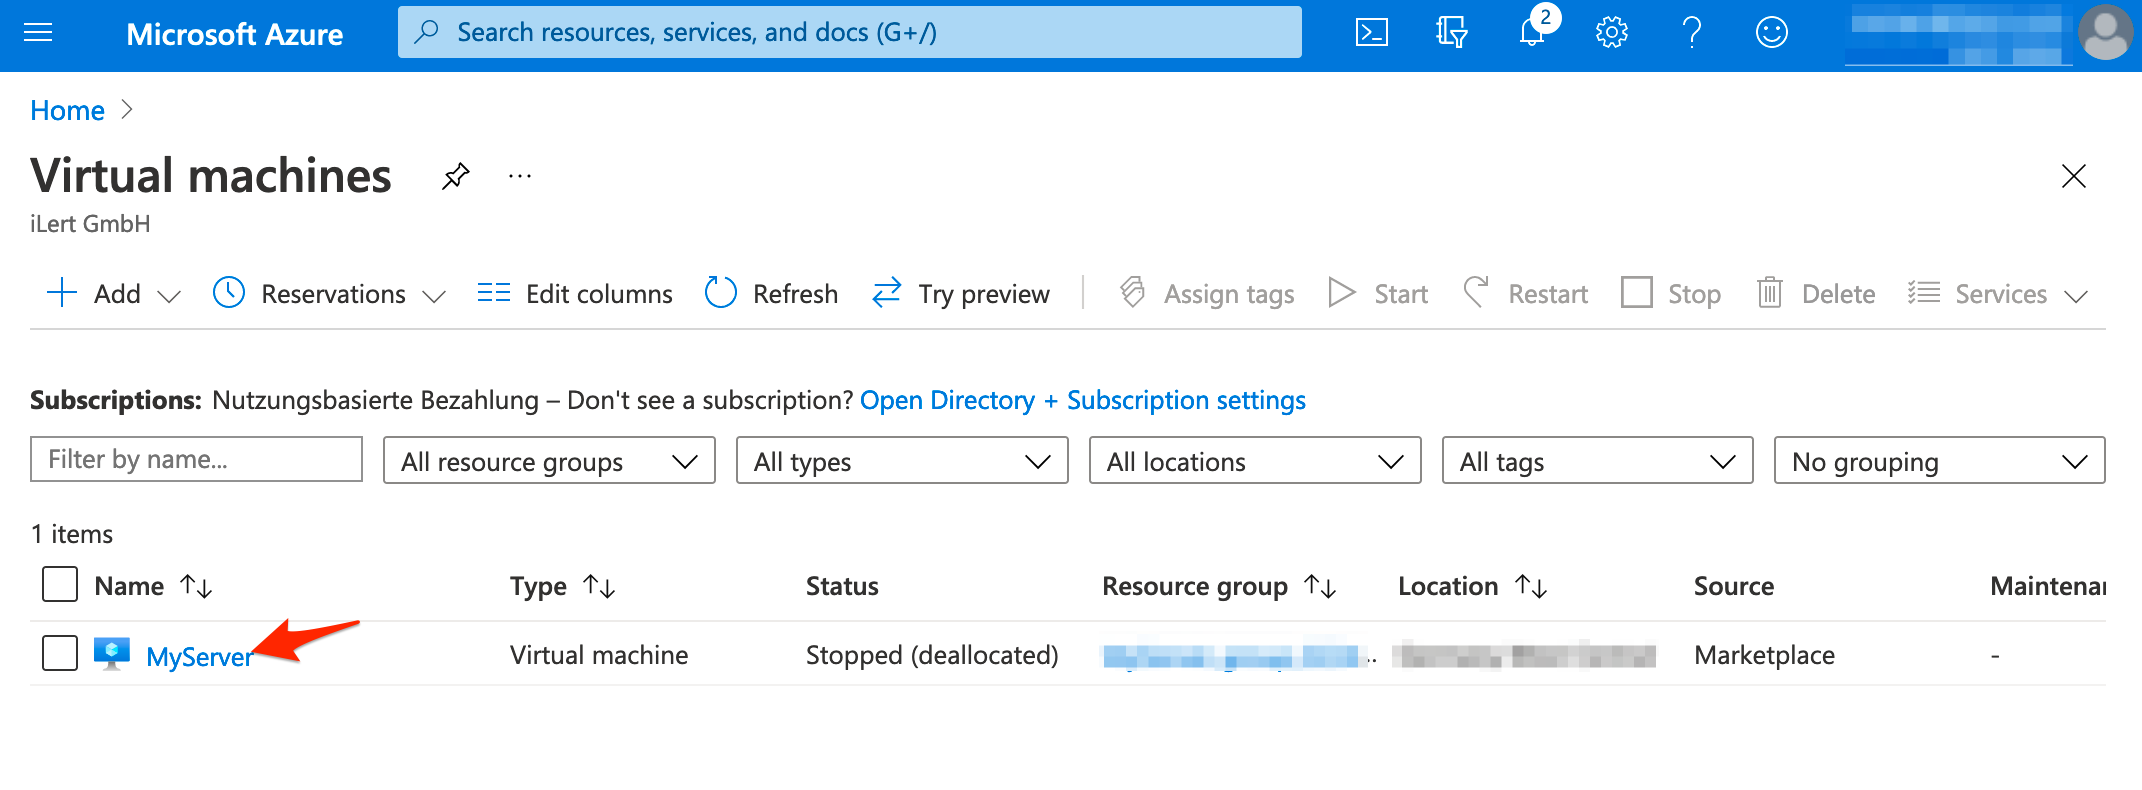 Microsoft Azure
Search resources, services, and docs (G+/)
2
Home
Virtual machines
iLert GmbH
Add
Reservations
Edit columns
Refresh
Try preview
Assign tags
Start
Restart
Stop
Delete
Services
Subscriptions: Nutzungsbasierte Bezahlung – Don't see a subscription? Open Directory + Subscription settings
Filter by name...
All resource groups
All types
All locations
All tags
No grouping
1 items
Name
Type
Status
Resource group
Location
Source
Maintenan
MyServer
Virtual machine
Stopped (deallocated)
Marketplace
-